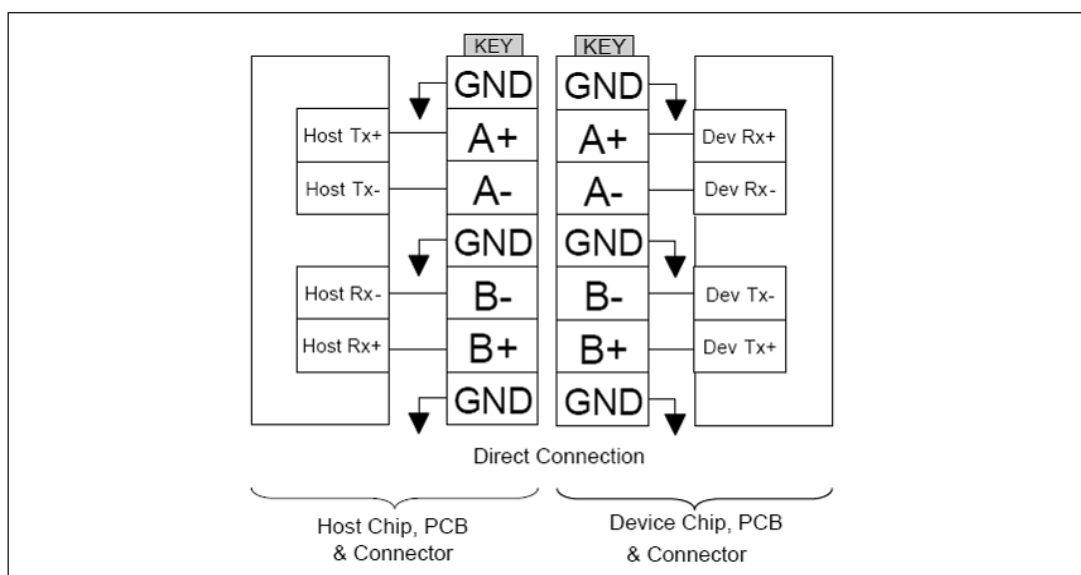 KEY KEY
GND GND
Host Tx+ A+ A+ Dev Rx+
Host Tx- A- A- Dev Rx-
GND GND
Host Rx- B- B- Dev Tx-
Host Rx+ B+ B+ Dev Tx+
GND GND
Direct Connection
Host Chip, PCB
& Connector
Device Chip, PCB
& Connector